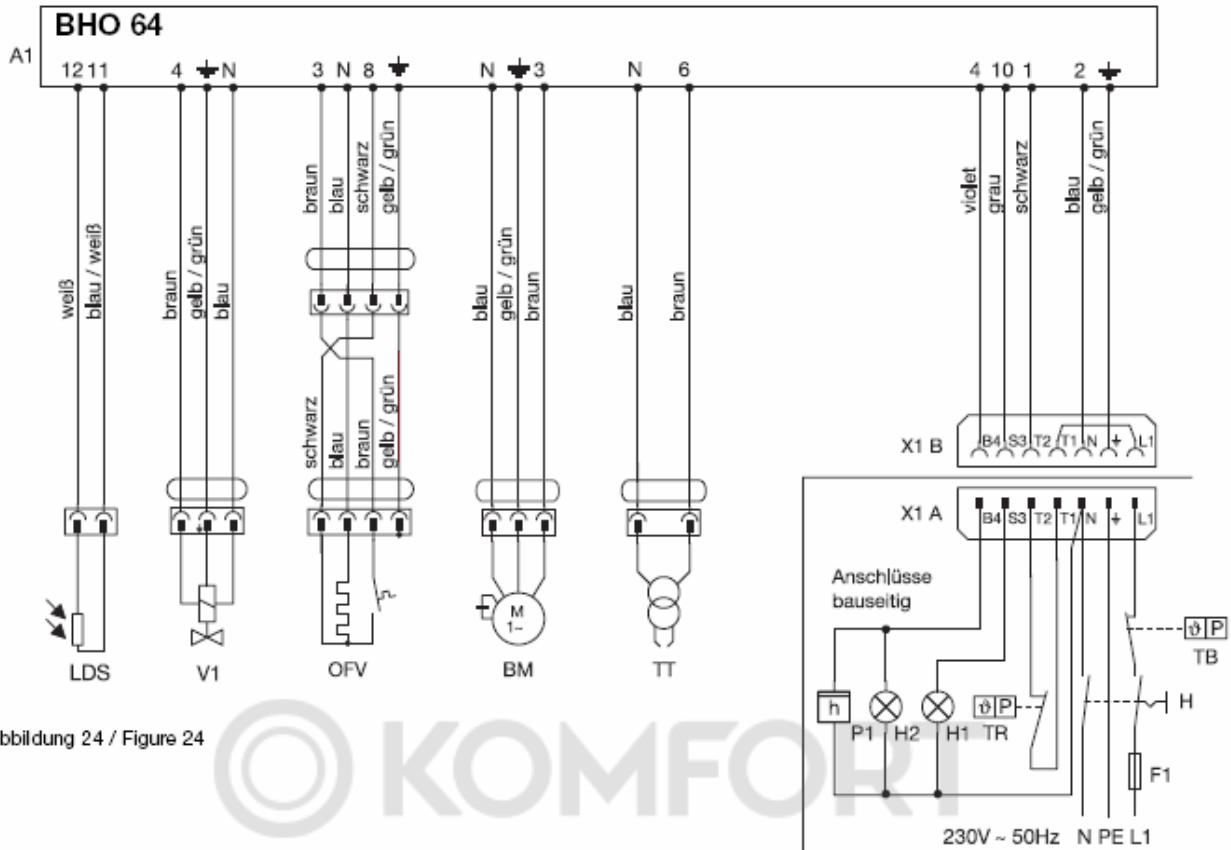 BHO 64
A1
12 11 4 N 3 N 8 N 3 N 6 4 10 1 2
weiß
blau / weiß
braun
gelb / grün
blau
braun
blau
schwarz
gelb / grün
schwarz
blau
braun
gelb / grün
blau
gelb / grün
braun
blau
braun
violet
grau
schwarz
blau
gelb / grün
X1 B
B4 S3 T2 T1 N L1
X1 A
B4 S3 T2 T1 N L1
Anschlüsse
bauseitig
M
1~
LDS V1 OFV BM TT
ϑ P
TB
h
P1 H2 H1 TR
ϑ P
H
F1
230V ~ 50Hz N PE L1
bbildung 24 / Figure 24
KOMFORT